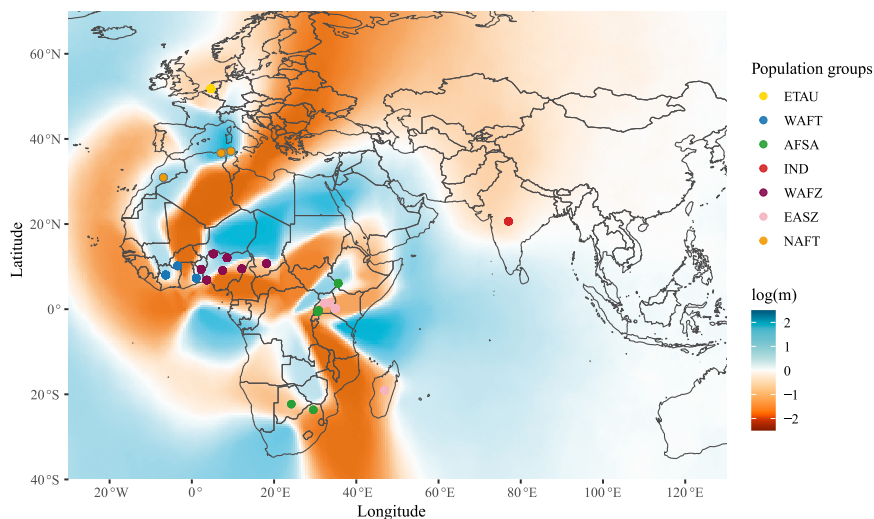 60°N
40°N
20°N
0°
20°S
40°S
Latitude
20°W
0°
20°E
40°E
60°E
80°E
100°E
120°E
Longitude
Population groups
ETAU
WAFT
AFSA
IND
WAFZ
EASZ
NAFT
log(m)
2
1
0
−1
−2